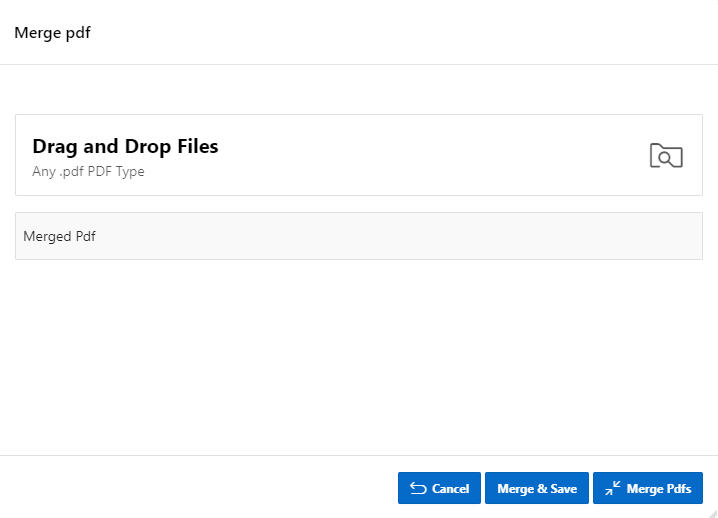 Merge pdf
Drag and Drop Files
Any .pdf PDF Type
Merged Pdf
Cancel
Merge & Save
Merge Pdfs